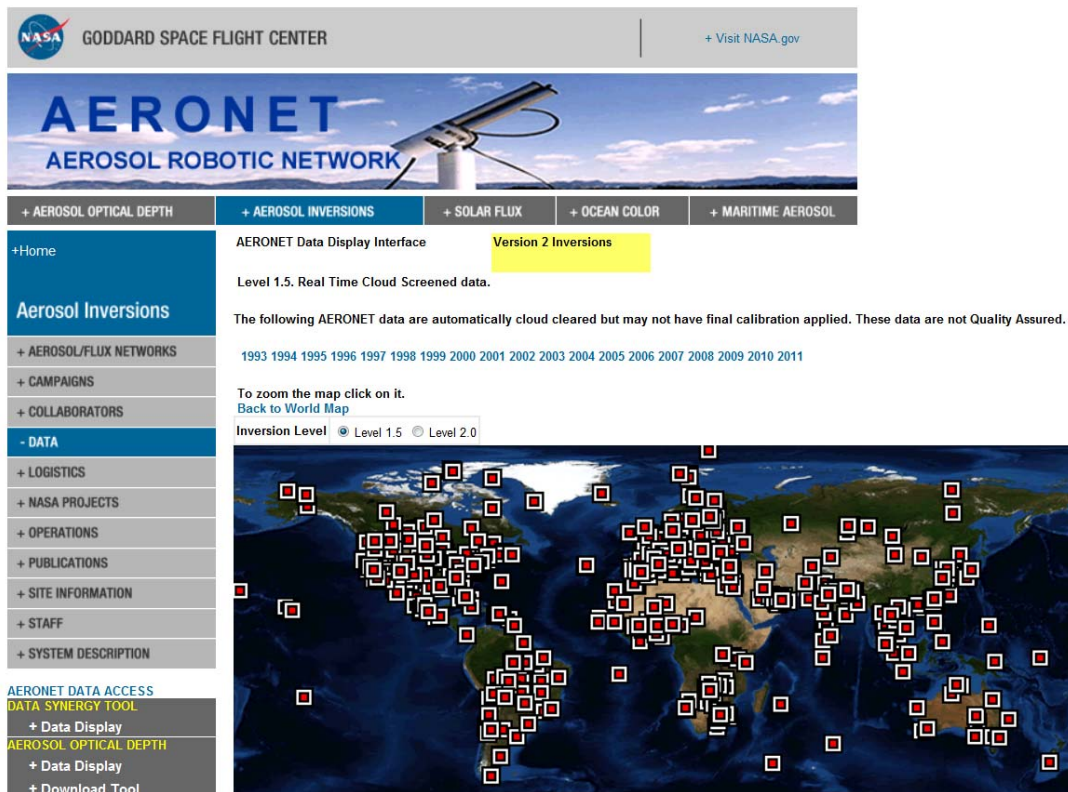 NASA
GODDARD SPACE FLIGHT CENTER
+ Visit NASA.gov
AERONET
AEROSOL ROBOTIC NETWORK
+ AEROSOL OPTICAL DEPTH
+ AEROSOL INVERSIONS
+ SOLAR FLUX
+ OCEAN COLOR
+ MARITIME AEROSOL
+Home
Aerosol Inversions
+ AEROSOL/FLUX NETWORKS
+ CAMPAIGNS
+ COLLABORATORS
- DATA
+ LOGISTICS
+ NASA PROJECTS
+ OPERATIONS
+ PUBLICATIONS
+ SITE INFORMATION
+ STAFF
+ SYSTEM DESCRIPTION
AERONET DATA ACCESS
DATA SYNERGY TOOL
+ Data Display
AEROSOL OPTICAL DEPTH
+ Data Display
+ Download Tool
AERONET Data Display Interface
Version 2 Inversions
Level 1.5. Real Time Cloud Screened data.
The following AERONET data are automatically cloud cleared but may not have final calibration applied. These data are not Quality Assured.
1993 1994 1995 1996 1997 1998 1999 2000 2001 2002 2003 2004 2005 2006 2007 2008 2009 2010 2011
To zoom the map click on it.
Back to World Map
Inversion Level Level 1.5 Level 2.0